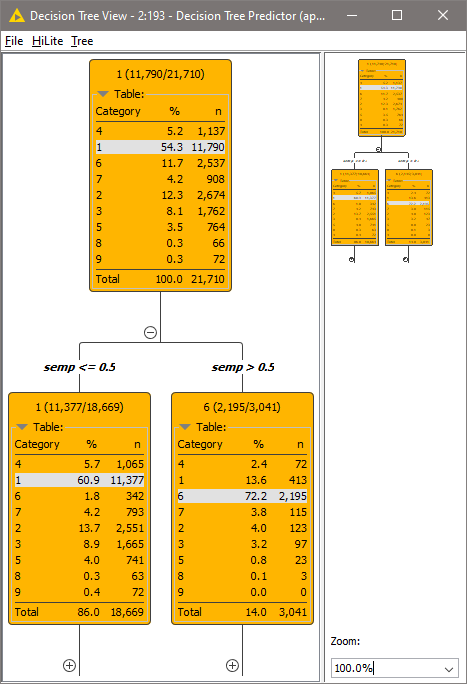 Decision Tree View - 2:193 - Decision Tree Predictor (ap...
File HiLite Tree
1 (11,790/21,710)
Table:
Category % n
4 5.2 1,137
1 54.3 11,790
6 11.7 2,537
7 4.2 908
2 12.3 2,674
3 8.1 1,762
5 3.5 764
8 0.3 66
9 0.3 72
Total 100.0 21,710
semp <= 0.5
1 (11,377/18,669)
Table:
Category % n
4 5.7 1,065
1 60.9 11,377
6 1.8 342
7 4.2 793
2 13.7 2,551
3 8.9 1,665
5 4.0 741
8 0.3 63
9 0.4 72
Total 86.0 18,669
semp > 0.5
6 (2,195/3,041)
Table:
Category % n
4 2.4 72
1 13.6 413
6 72.2 2,195
7 3.8 115
2 4.0 123
3 3.2 97
5 0.8 23
8 0.1 3
9 0.0 0
Total 14.0 3,041
Zoom:
100.0%